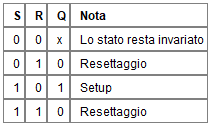 S R Q Nota
0 0 x Lo stato resta invariato
0 1 0 Resettaggio
1 0 1 Setup
1 1 0 Resettaggio